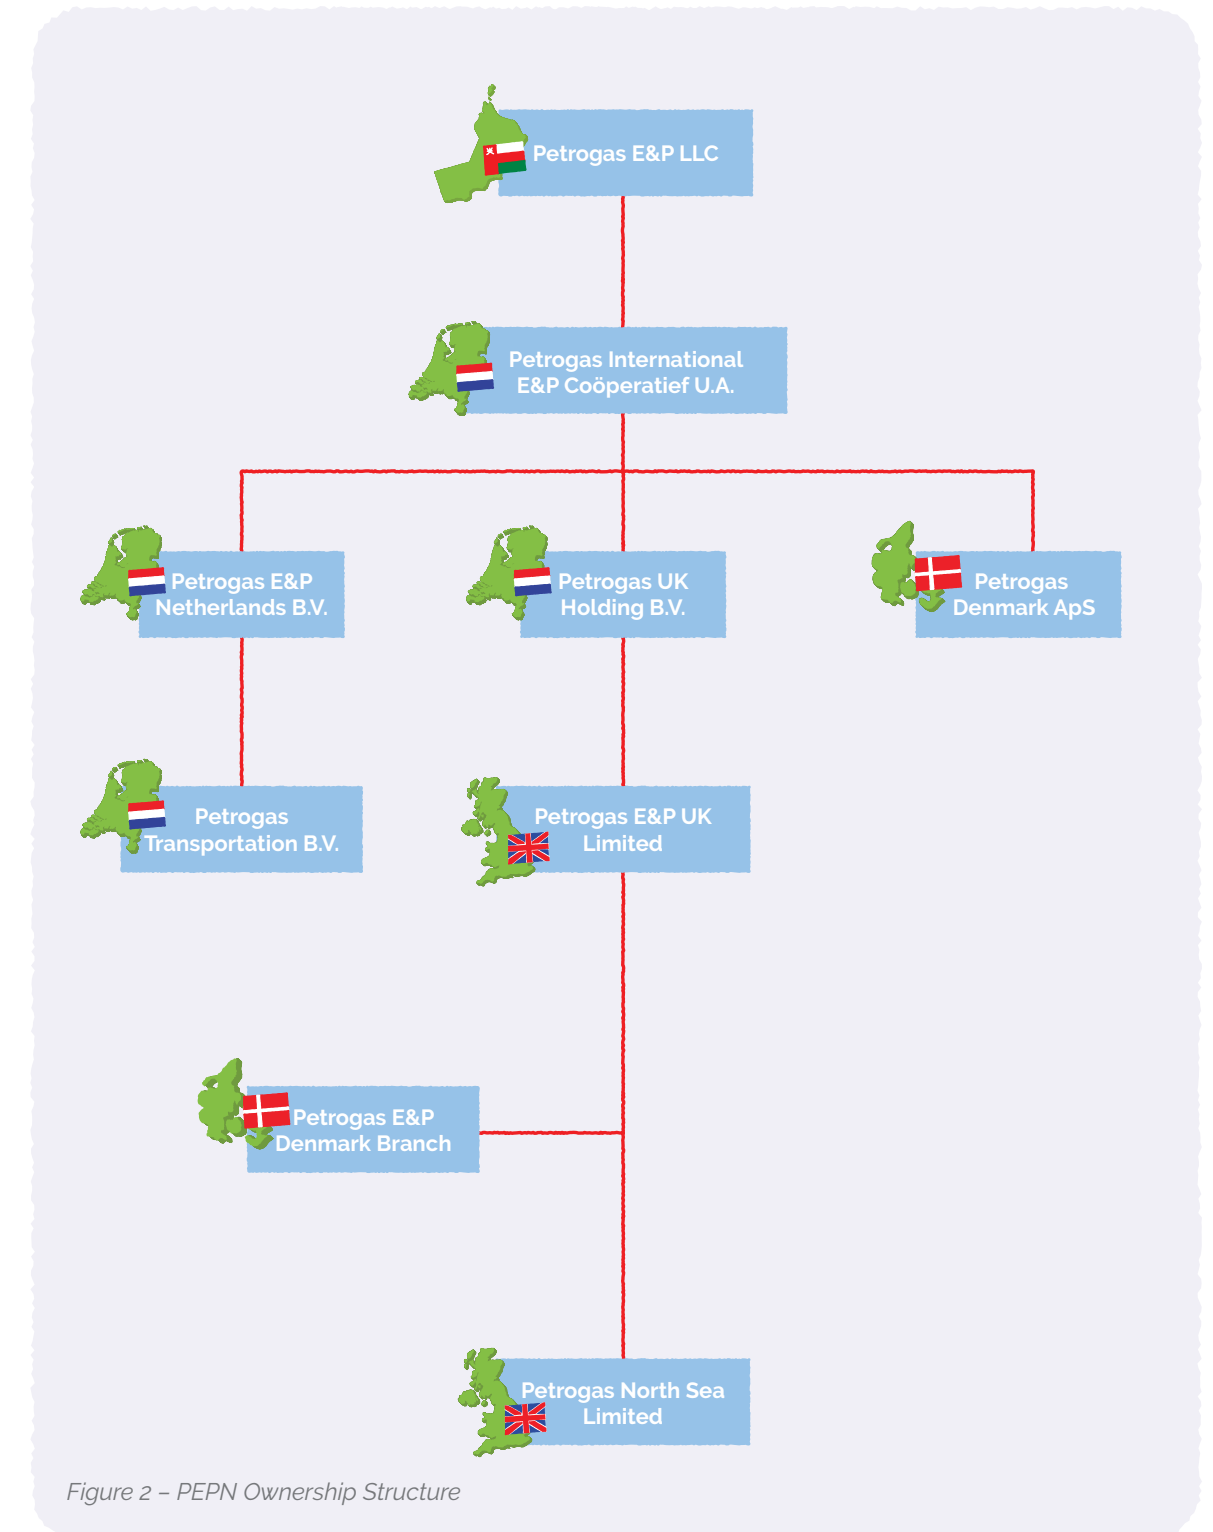 Petrogas E&P LLC
Petrogas International
E&P Coöperatief U.A.
Petrogas E&P
Netherlands B.V.
Petrogas UK
Holding B.V.
Petrogas
Denmark ApS
Petrogas
Transportation B.V.
Petrogas E&P UK
Limited
Petrogas E&P
Denmark Branch
Petrogas North Sea
Limited
Figure 2 – PEPN Ownership Structure